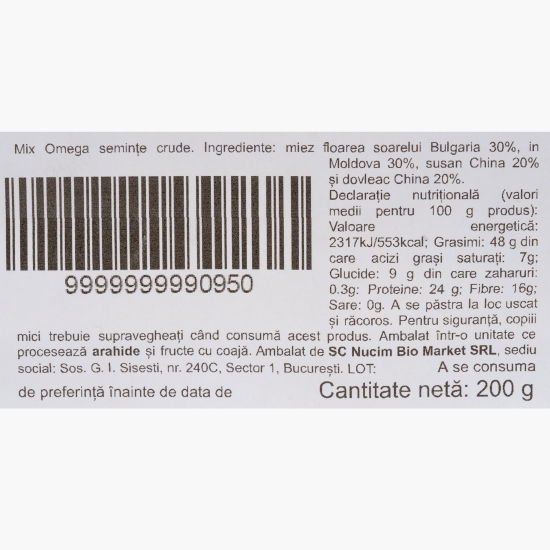 Mix Omega semințe crude. Ingrediente: miez floarea soarelui Bulgaria 30%, in
Moldova 30%, susan China 20%
și dovleac China 20%.
Declarație nutrițională (valori
medii pentru 100 g produs):
Valoare energetică:
2317kJ/553kcal; Grasimi: 48 g din
care acizi grași saturați: 7g;
Glucide: 9 g din care zaharuri:
0.3g: Proteine: 24 g; Fibre: 16g;
Sare: 0g. A se păstra la loc uscat
și răcoros. Pentru siguranță, copiii
9999999990950
mici trebuie supravegheați când consumă acest produs. Ambalat într-o unitate ce
procesează arahide și fructe cu coajă. Ambalat de SC Nucim Bio Market SRL, sediu
social: Sos. G. I. Sisesti, nr. 240C, Sector 1, București. LOT: A se consuma
de preferință înainte de data de
Cantitate netă: 200 g